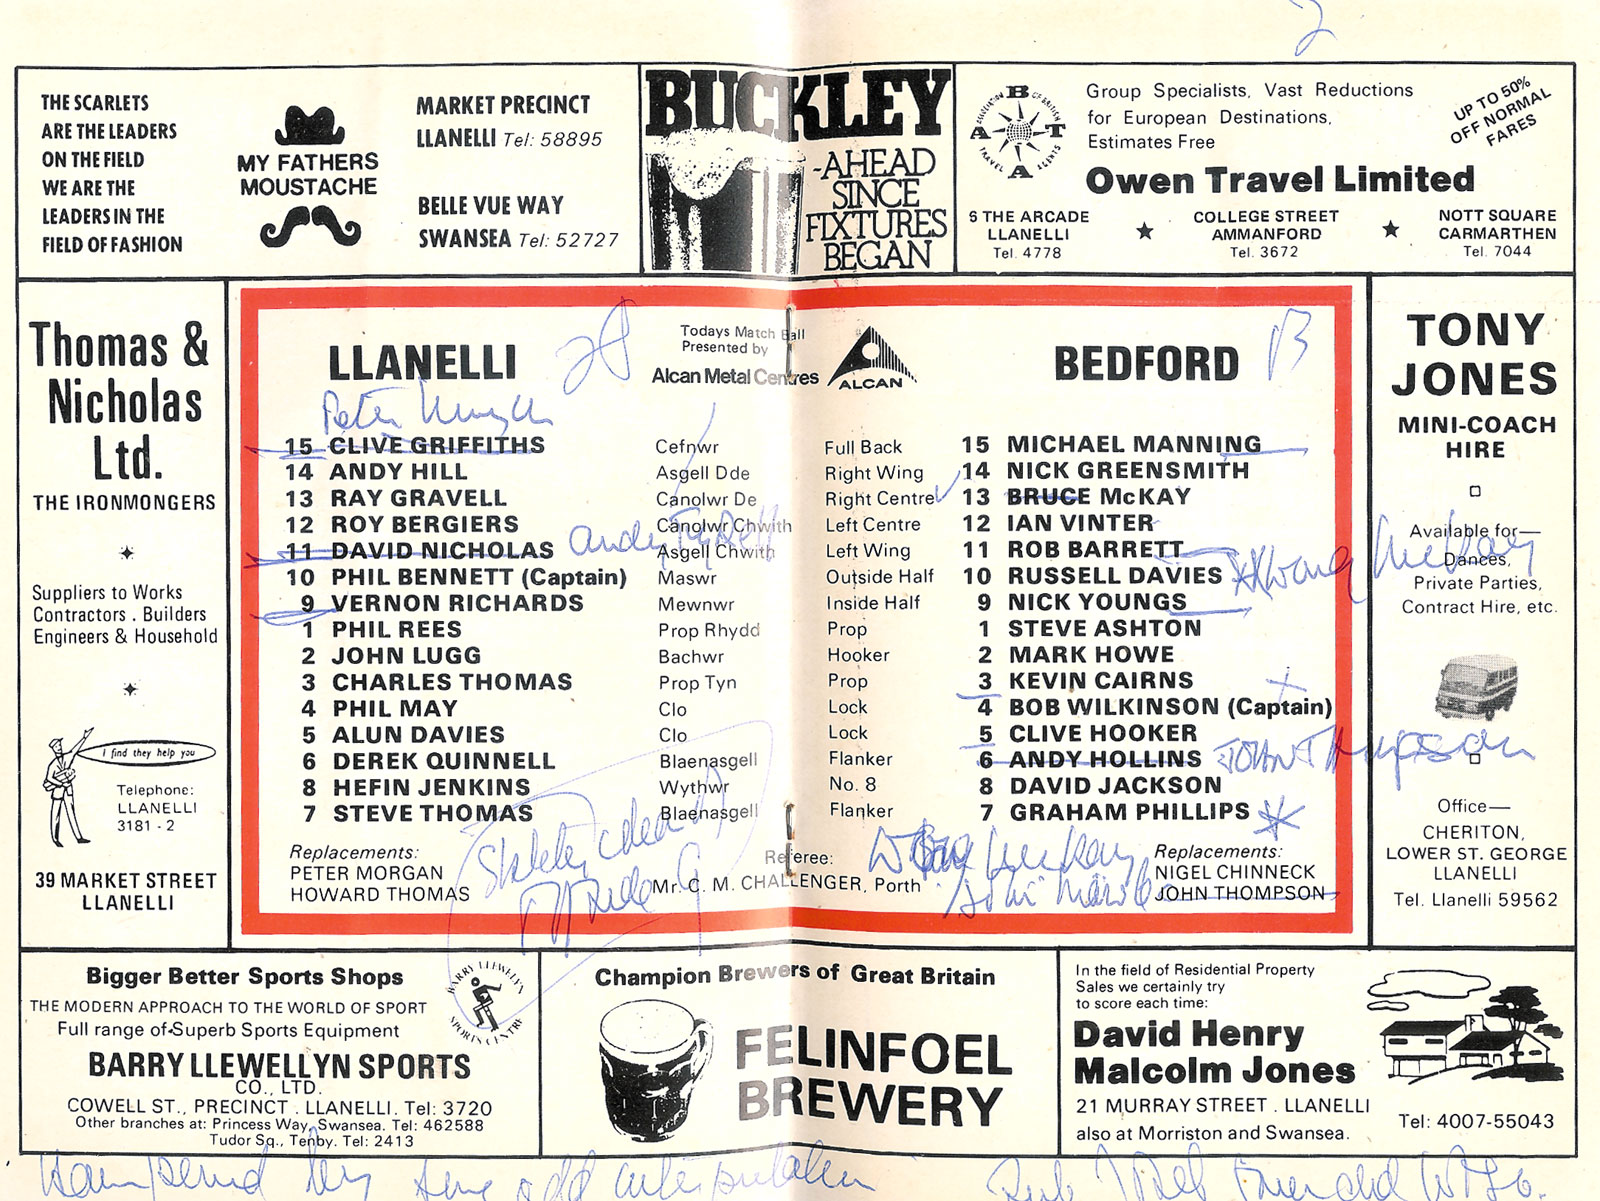 THE SCARLETS
ARE THE LEADERS
ON THE FIELD
WE ARE THE
LEADERS IN THE
FIELD OF FASHION
MY FATHERS
MOUSTACHE
MARKET PRECINCT
LLANELLI Tel: 58895
BELLE VUE WAY
SWANSEA Tel: 52727
BUCKLEY
-AHEAD
SINCE
FIXTURES
BEGAN
ASSOCIATION OF BRITISH TRAVEL AGENTS
A B T A
Group Specialists, Vast Reductions
for European Destinations,
Estimates Free
UP TO 50%
OFF NORMAL
FARES
Owen Travel Limited
6 THE ARCADE
LLANELLI
Tel. 4778
COLLEGE STREET
AMMANFORD
Tel. 3672
NOTT SQUARE
CARMARTHEN
Tel. 7044
Thomas &
Nicholas
Ltd.
THE IRONMONGERS
Suppliers to Works
Contractors . Builders
Engineers & Household
I find they help you
Telephone:
LLANELLI
3181 - 2
39 MARKET STREET
LLANELLI
LLANELLI
28
Todays Match Ball
Presented by
Alcan Metal Centres
ALCAN
BEDFORD
13
Peter
15 CLIVE GRIFFITHS Cefnwr Full Back 15 MICHAEL MANNING
14 ANDY HILL Asgell Dde Right Wing 14 NICK GREENSMITH
13 RAY GRAVELL Canolwr De Right Centre 13 BRUCE McKAY
12 ROY BERGIERS Canolwr Chwith Left Centre 12 IAN VINTER
11 DAVID NICHOLAS Andy Asgell Chwith Left Wing 11 ROB BARRETT
10 PHIL BENNETT (Captain) Maswr Outside Half 10 RUSSELL DAVIES McKay
9 VERNON RICHARDS Mewnwr Inside Half 9 NICK YOUNGS
1 PHIL REES Prop Rhydd Prop 1 STEVE ASHTON
2 JOHN LUGG Bachwr Hooker 2 MARK HOWE
3 CHARLES THOMAS Prop Tyn Prop 3 KEVIN CAIRNS
4 PHIL MAY Clo Lock 4 BOB WILKINSON (Captain)
5 ALUN DAVIES Clo Lock 5 CLIVE HOOKER
6 DEREK QUINNELL Blaenasgell Flanker 6 ANDY HOLLINS JOHN Thompson
8 HEFIN JENKINS Wythwr No. 8 8 DAVID JACKSON
7 STEVE THOMAS Blaenasgell Flanker 7 GRAHAM PHILLIPS
Replacements:
PETER MORGAN
HOWARD THOMAS
Referee:
Mr. C. M. CHALLENGER, Porth
Replacements:
NIGEL CHINNECK
JOHN THOMPSON
TONY
JONES
MINI-COACH
HIRE
Available for—
Dances,
Private Parties,
Contract Hire, etc.
Office—
CHERITON,
LOWER ST. GEORGE
LLANELLI
Tel. Llanelli 59562
Bigger Better Sports Shops
THE MODERN APPROACH TO THE WORLD OF SPORT
Full range of Superb Sports Equipment
BARRY LLEWELLYN SPORTS
CO., LTD.
COWELL ST., PRECINCT . LLANELLI. Tel: 3720
Other branches at: Princess Way, Swansea. Tel: 462588
Tudor Sq., Tenby. Tel: 2413
BARRY LLEWELLYN
SPORTS CENTRE
Champion Brewers of Great Britain
FELINFOEL
BREWERY
In the field of Residential Property
Sales we certainly try
to score each time:
David Henry
Malcolm Jones
21 MURRAY STREET . LLANELLI
also at Morriston and Swansea.
Tel: 4007-55043